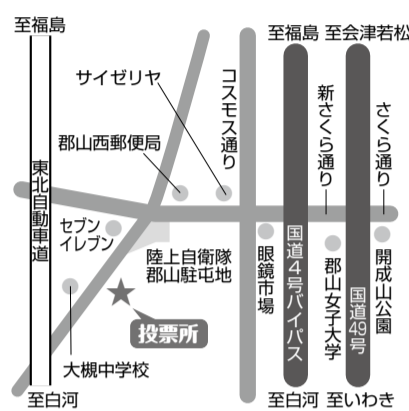 至福島
至福島
至会津若松
サイゼリヤ
コスモス通り
新さくら通り
さくら通り
郡山西郵便局
東北自動車道
セブン
イレブン
陸上自衛隊
郡山駐屯地
眼鏡市場
国道4号バイパス
郡山女子大学
国道49号
開成山公園
投票所
大槻中学校
至白河
至白河
至いわき